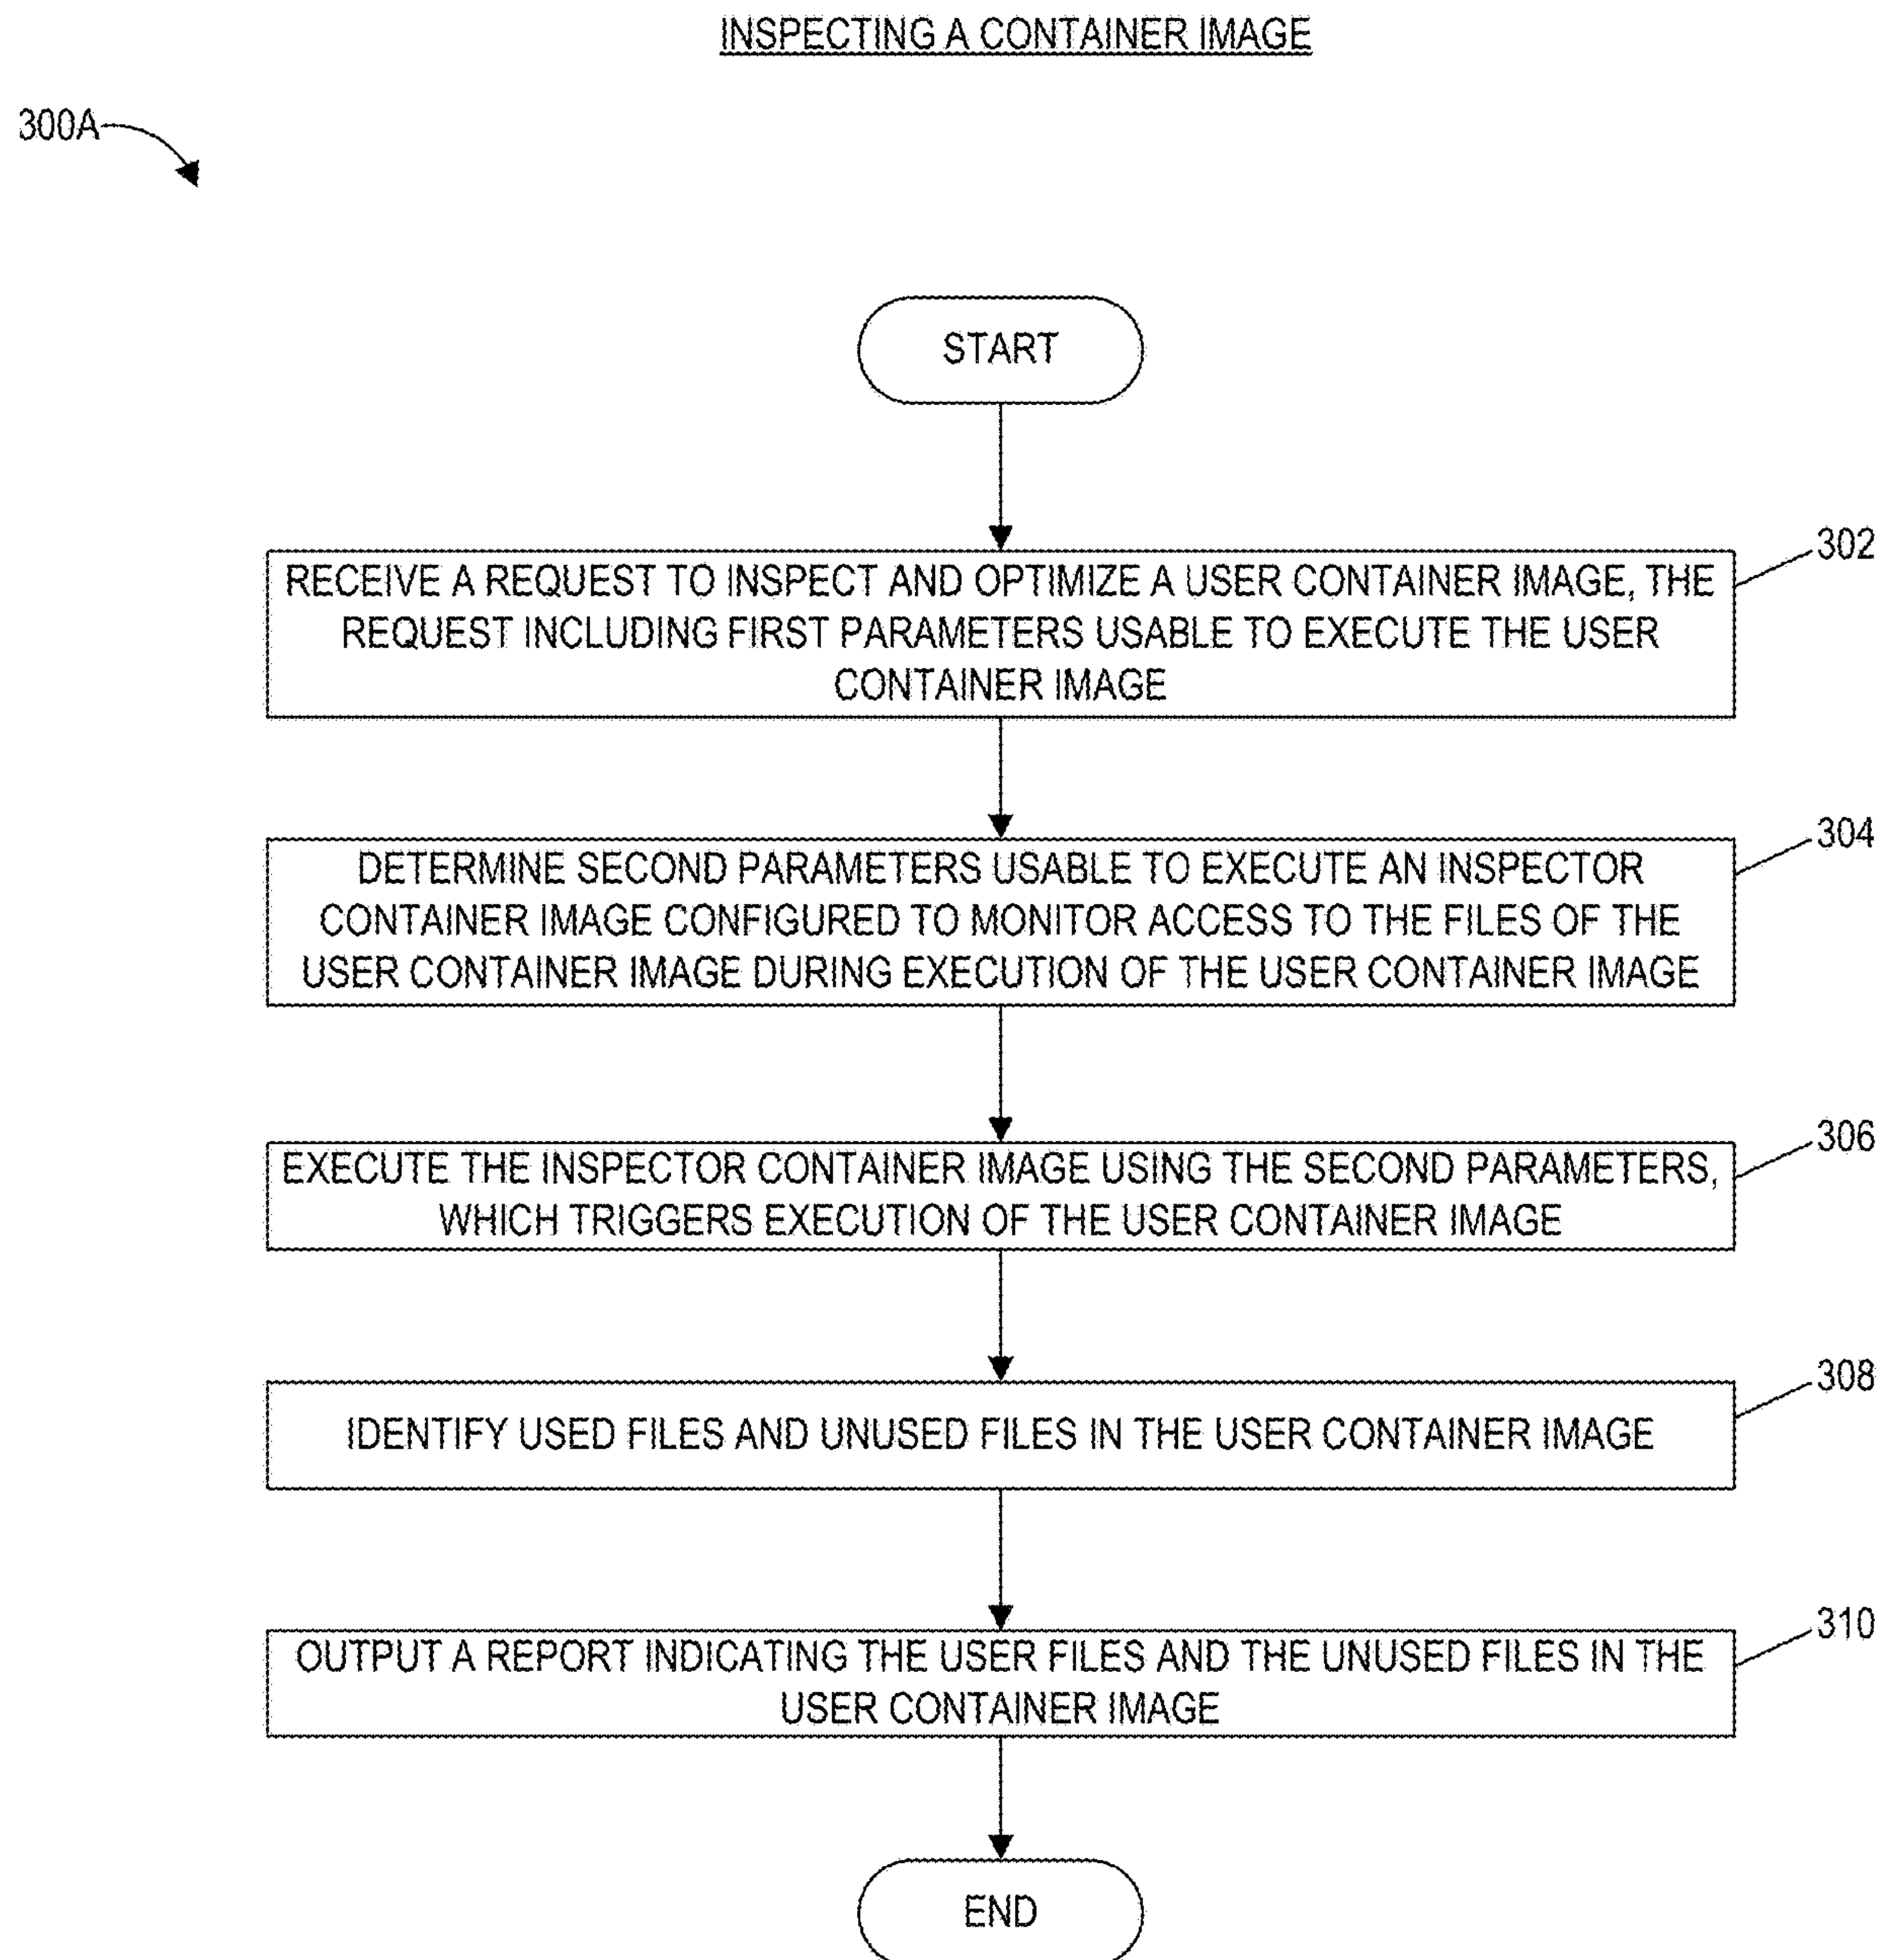 INSPECTING A CONTAINER IMAGE
300A
START
302
RECEIVE A REQUEST TO INSPECT AND OPTIMIZE A USER CONTAINER IMAGE, THE
REQUEST INCLUDING FIRST PARAMETERS USABLE TO EXECUTE THE USER
CONTAINER IMAGE
304
DETERMINE SECOND PARAMETERS USABLE TO EXECUTE AN INSPECTOR
CONTAINER IMAGE CONFIGURED TO MONITOR ACCESS TO THE FILES OF THE
USER CONTAINER IMAGE DURING EXECUTION OF THE USER CONTAINER IMAGE
306
EXECUTE THE INSPECTOR CONTAINER IMAGE USING THE SECOND PARAMETERS,
WHICH TRIGGERS EXECUTION OF THE USER CONTAINER IMAGE
308
IDENTIFY USED FILES AND UNUSED FILES IN THE USER CONTAINER IMAGE
310
OUTPUT A REPORT INDICATING THE USER FILES AND THE UNUSED FILES IN THE
USER CONTAINER IMAGE
END